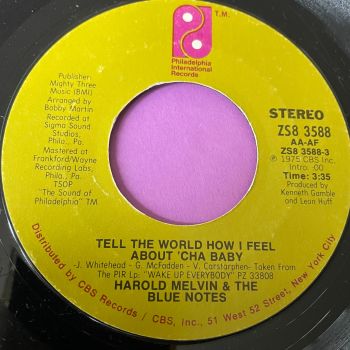 T.M.
Philadelphia
International
Records
Publisher:
Mighty Three
Music (BMI)
Arranged by
Bobby Martin
Recorded at
Sigma Sound
Studios,
Phila., Pa.
Mastered at
Frankford/Wayne
Recording Labs,
Phila., Pa.
TSOP
"The Sound of
Philadelphia" TM
STEREO
ZS8 3588
AA-AF
ZS8 3588-3
℗ 1975 CBS Inc.
Intro. :00
Time: 3:35
Produced by
Kenneth Gamble
and Leon Huff
TELL THE WORLD HOW I FEEL
ABOUT 'CHA BABY
-J. Whitehead - G. McFadden - V. Carstarphen- Taken From
The PIR Lp: "WAKE UP EVERYBODY" PZ 33808
HAROLD MELVIN & THE
BLUE NOTES
Distributed by CBS Records / CBS, Inc., 51 West 52 Street, New York City